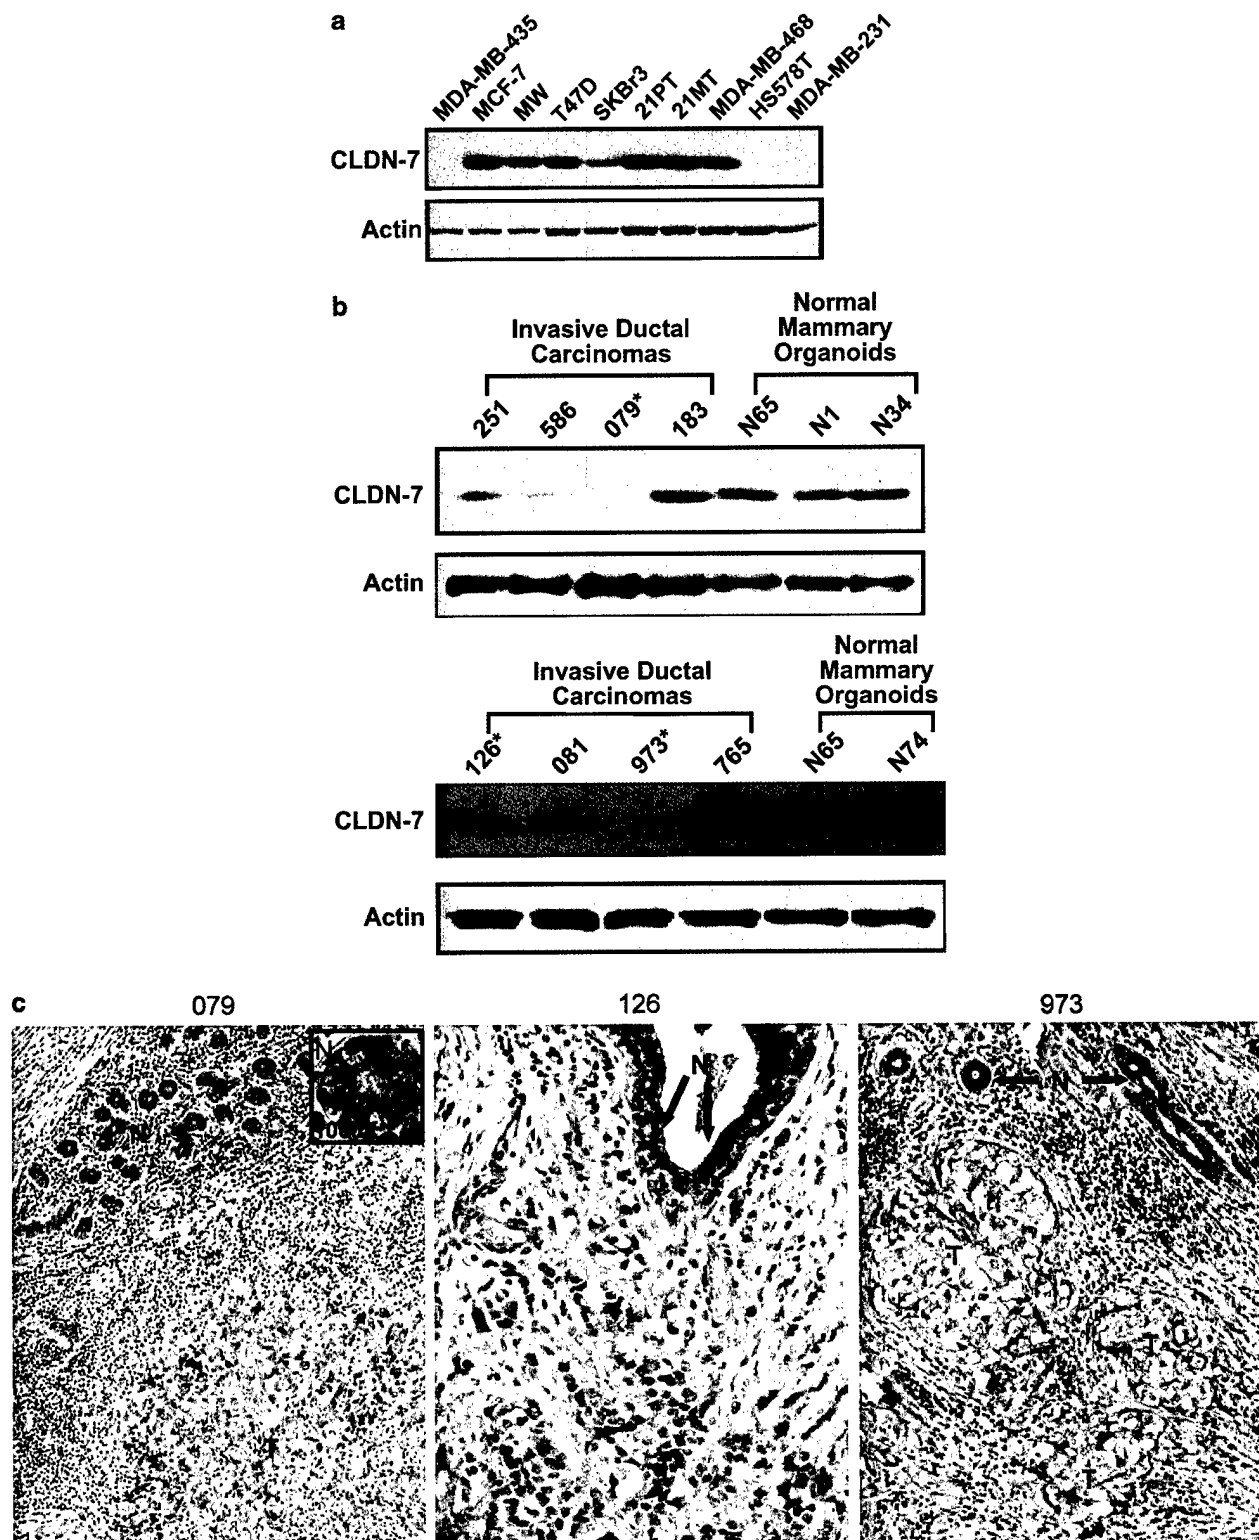 a
MDA-MB-435
MCF-7
MW
T47D
SKBr3
21PT
21MT
MDA-MB-468
HS578T
MDA-MB-231
CLDN-7
Actin
b
Invasive Ductal
Carcinomas
Normal
Mammary
Organoids
251
586
079*
183
N65
N1
N34
CLDN-7
Actin
Invasive Ductal
Carcinomas
Normal
Mammary
Organoids
126*
081
973*
765
N65
N74
CLDN-7
Actin
c
079
126
973
N
N
T
N
N
T
T
T